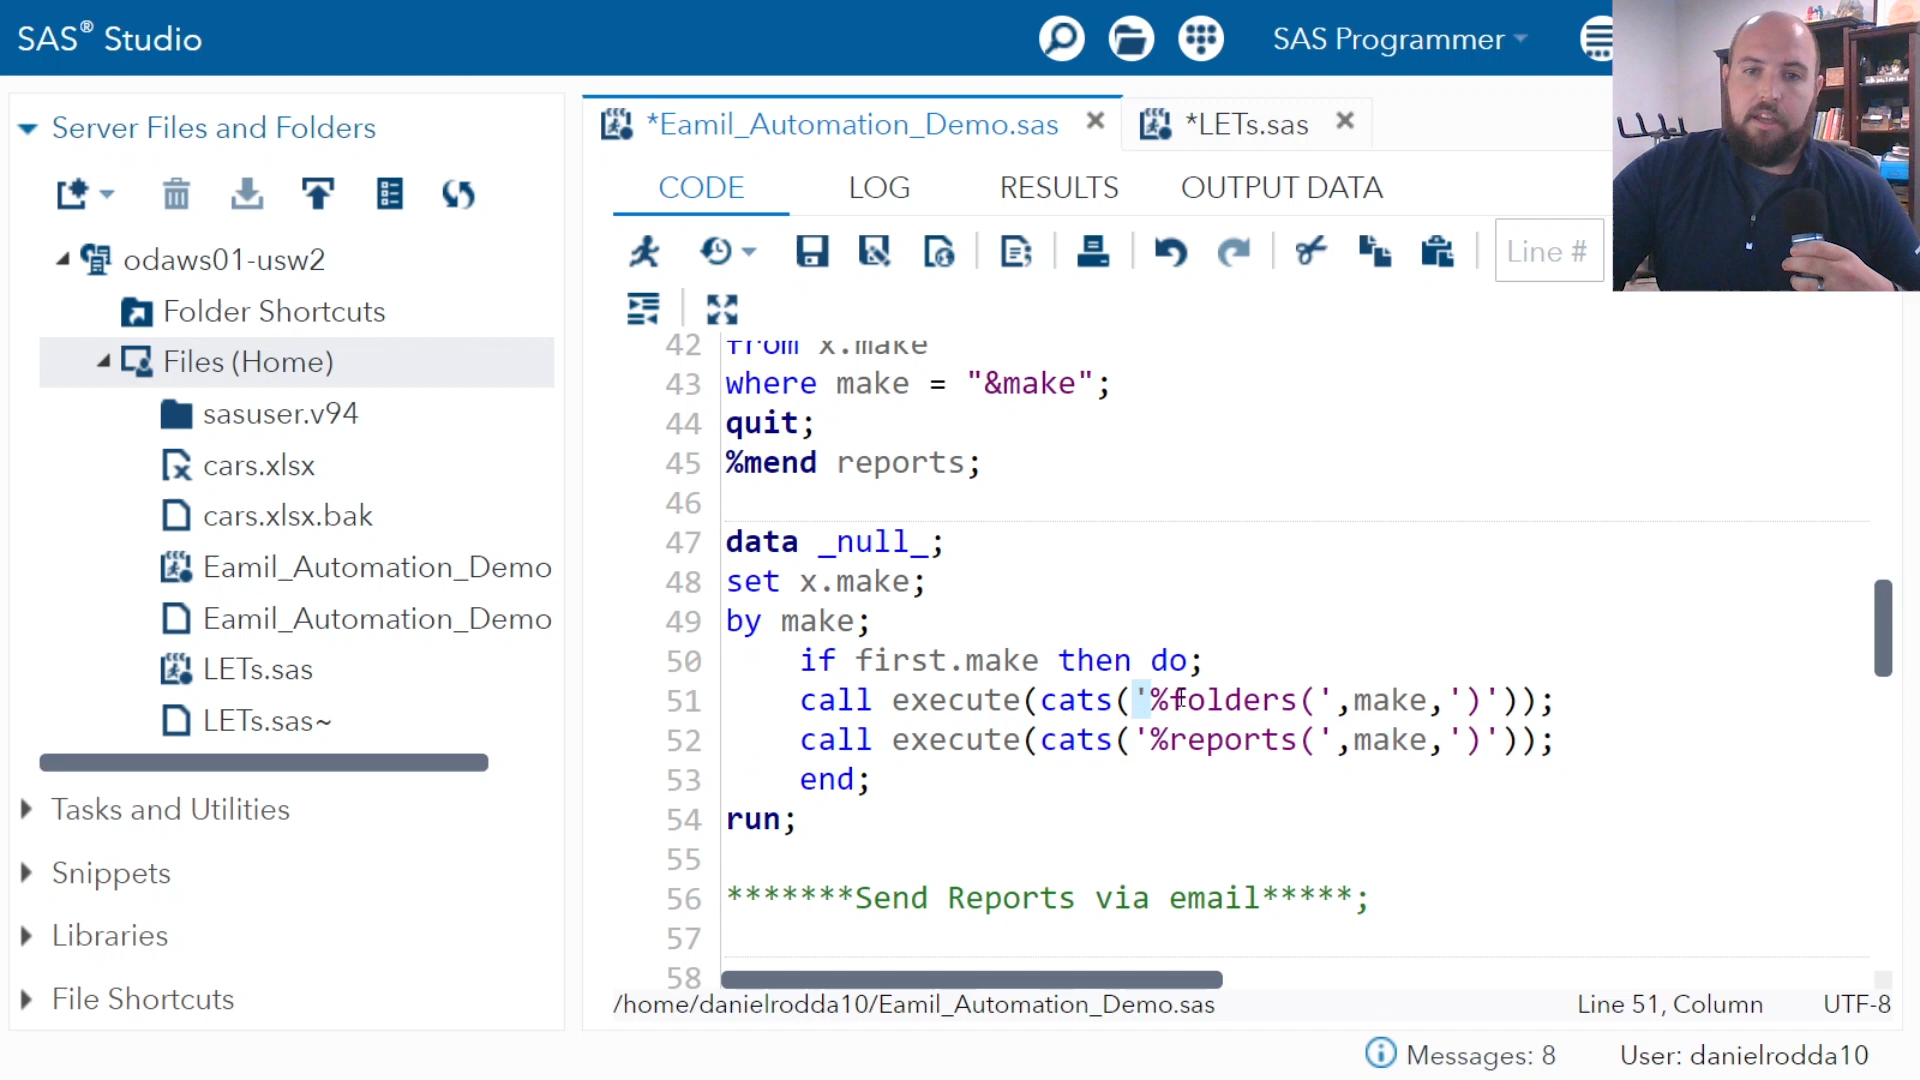 SAS® Studio
SAS Programmer
Server Files and Folders
odaws01-usw2
Folder Shortcuts
Files (Home)
sasuser.v94
cars.xlsx
cars.xlsx.bak
Eamil_Automation_Demo
Eamil_Automation_Demo
LETs.sas
LETs.sas~
Tasks and Utilities
Snippets
Libraries
File Shortcuts
*Eamil_Automation_Demo.sas
*LETs.sas
CODE LOG RESULTS OUTPUT DATA
Line #
42 from x.make
43 where make = "&make";
44 quit;
45 %mend reports;
46
47 data _null_;
48 set x.make;
49 by make;
50 if first.make then do;
51 call execute(cats('%folders(',make,')'));
52 call execute(cats('%reports(',make,')'));
53 end;
54 run;
55
56 *******Send Reports via email*****;
57
58
/home/danielrodda10/Eamil_Automation_Demo.sas
Line 51, Column
UTF-8
Messages: 8
User: danielrodda10